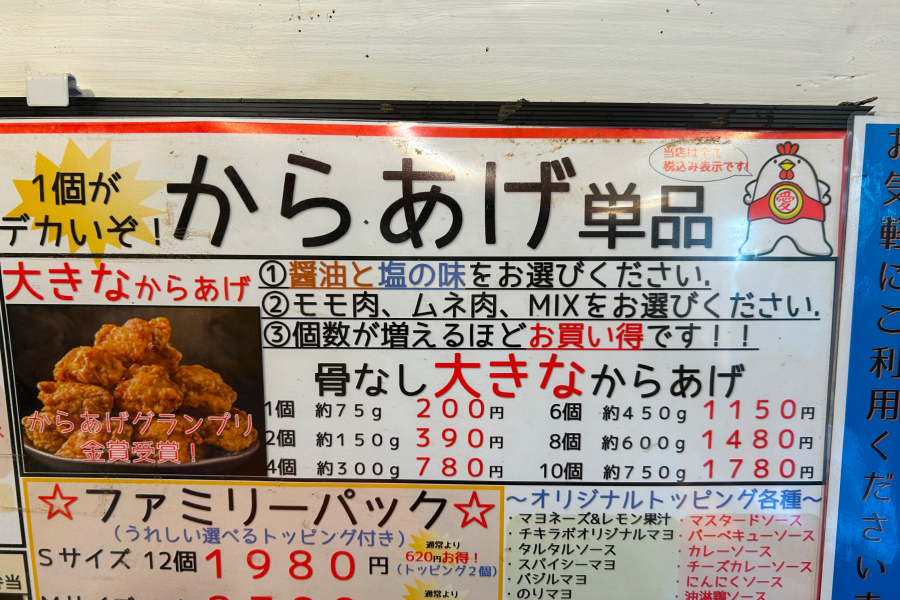 1個が
デカいぞ!
からあげ単品
当店は全て
税込み表示です!
愛
大きなからあげ
①醤油と塩の味をお選びください.
②モモ肉、ムネ肉、MIXをお選びください.
③個数が増えるほどお買い得です!!
からあげグランプリ
金賞受賞!
骨なし大きなからあげ
1個 約75g 200円
2個 約150g 390円
4個 約300g 780円
6個 約450g 1150円
8個 約600g 1480円
10個 約750g 1780円
☆ファミリーパック☆
(うれしい選べるトッピング付き)
Sサイズ 12個 1980円
通常より
620円お得!
(トッピング2個)
通常より
〜オリジナルトッピング各種〜
・マヨネーズ&レモン果汁
・チキラボオリジナルマヨ
・タルタルソース
・スパイシーマヨ
・バジルマヨ
・のりマヨ
・マスタードソース
・バーベキューソース
・カレーソース
・チーズカレーソース
・にんにくソース
・油淋鶏ソース
弁当
お気軽にご利用ください